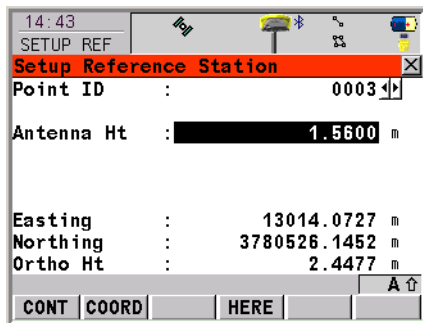 14:43
SETUP REF
Setup Reference Station
Point ID : 0003
Antenna Ht : 1.5600 m
Easting : 13014.0727 m
Northing : 3780526.1452 m
Ortho Ht : 2.4477 m
A
CONT COORD HERE